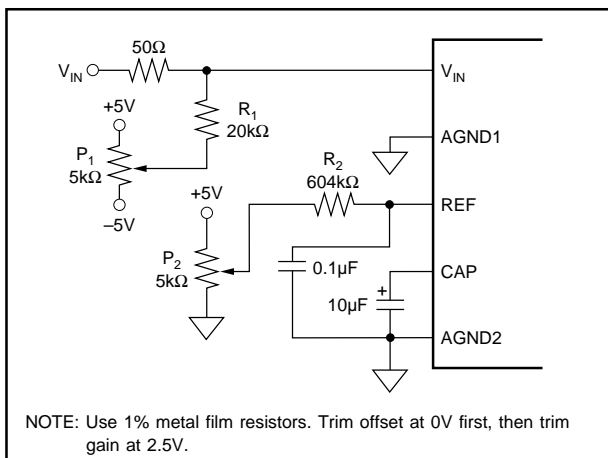 50Ω
V_IN
V_IN
+5V
R_1
20kΩ
AGND1
P_1
5kΩ
R_2
604kΩ
–5V
+5V
REF
P_2
5kΩ
0.1µF
CAP
+
10µF
AGND2
NOTE: Use 1% metal film resistors. Trim offset at 0V first, then trim
gain at 2.5V.